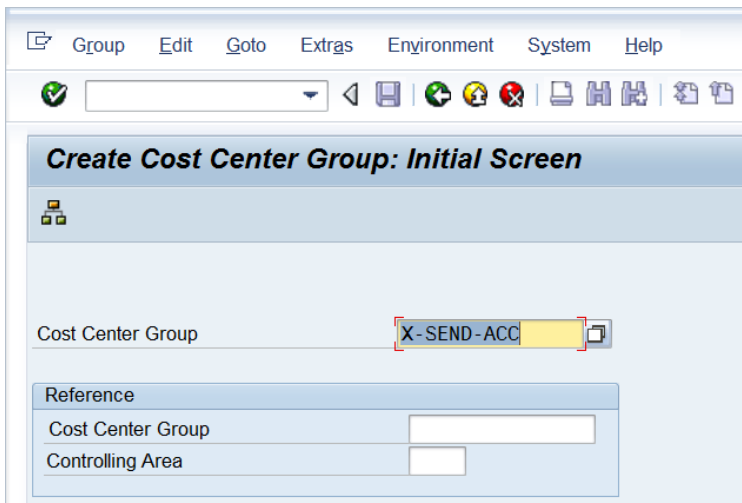 Group Edit Goto Extras Environment System Help
Create Cost Center Group: Initial Screen
Cost Center Group X-SEND-ACC
Reference
Cost Center Group
Controlling Area